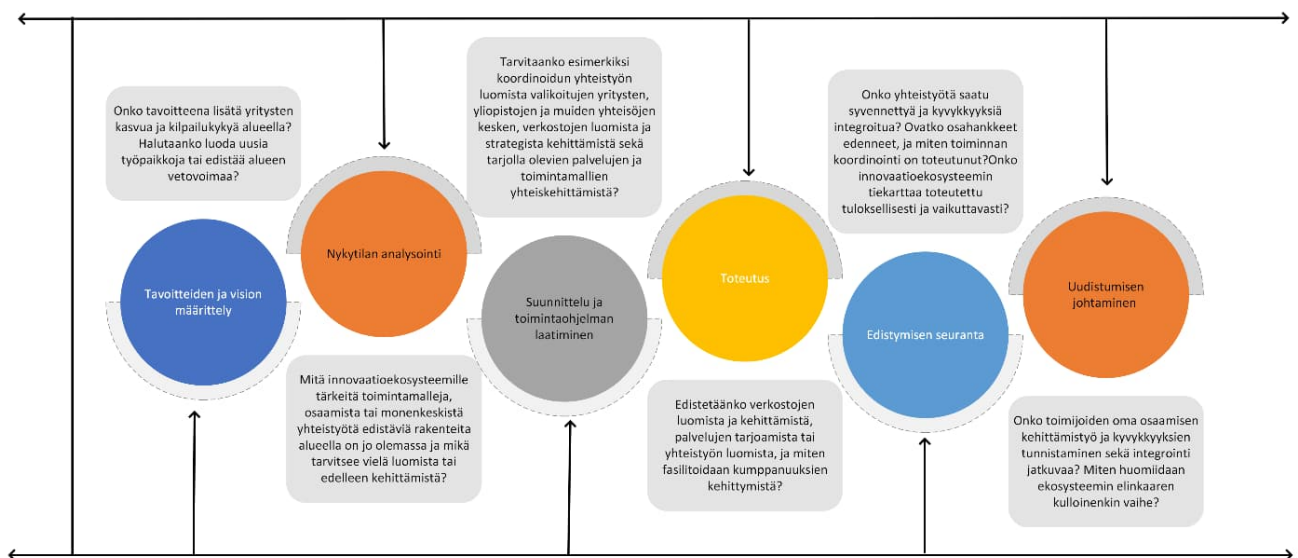 Onko tavoitteena lisätä yritysten
kasvua ja kilpailukykyä alueella?
Halutaanko luoda uusia
työpaikkoja tai edistää alueen
vetovoimaa?
Tavoitteiden ja vision
määrittely
Nykytilan analysointi
Mitä innovaatioekosysteemille
tärkeitä toimintamalleja,
osaamista tai monenkeskistä
yhteistyötä edistäviä rakenteita
alueella on jo olemassa ja mikä
tarvitsee vielä luomista tai
edelleen kehittämistä?
Tarvitaanko esimerkiksi
koordinoidun yhteistyön
luomista valikoitujen yritysten,
yliopistojen ja muiden yhteisöjen
kesken, verkostojen luomista ja
strategista kehittämistä sekä
tarjolla olevien palvelujen ja
toimintamallien
yhteiskehittämistä?
Suunnittelu ja
toimintaohjelman
laatiminen
Toteutus
Edistetäänko verkostojen
luomista ja kehittämistä,
palvelujen tarjoamista tai
yhteistyön luomista, ja miten
fasilitoidaan kumppanuuksien
kehittymistä?
Onko yhteistyötä saatu
syvennettyä ja kyvykkyyksiä
integroitua? Ovatko osahankkeet
edenneet, ja miten toiminnan
koordinointi on toteutunut?Onko
innovaatioekosysteemin
tiekarttaa toteutettu
tuloksellisesti ja vaikuttavasti?
Edistymisen seuranta
Uudistumisen
johtaminen
Onko toimijoiden oma osaamisen
kehittämistyö ja kyvykkyyksien
tunnistaminen sekä integrointi
jatkuvaa? Miten huomiidaan
ekosysteemin elinkaaren
kulloinenkin vaihe?